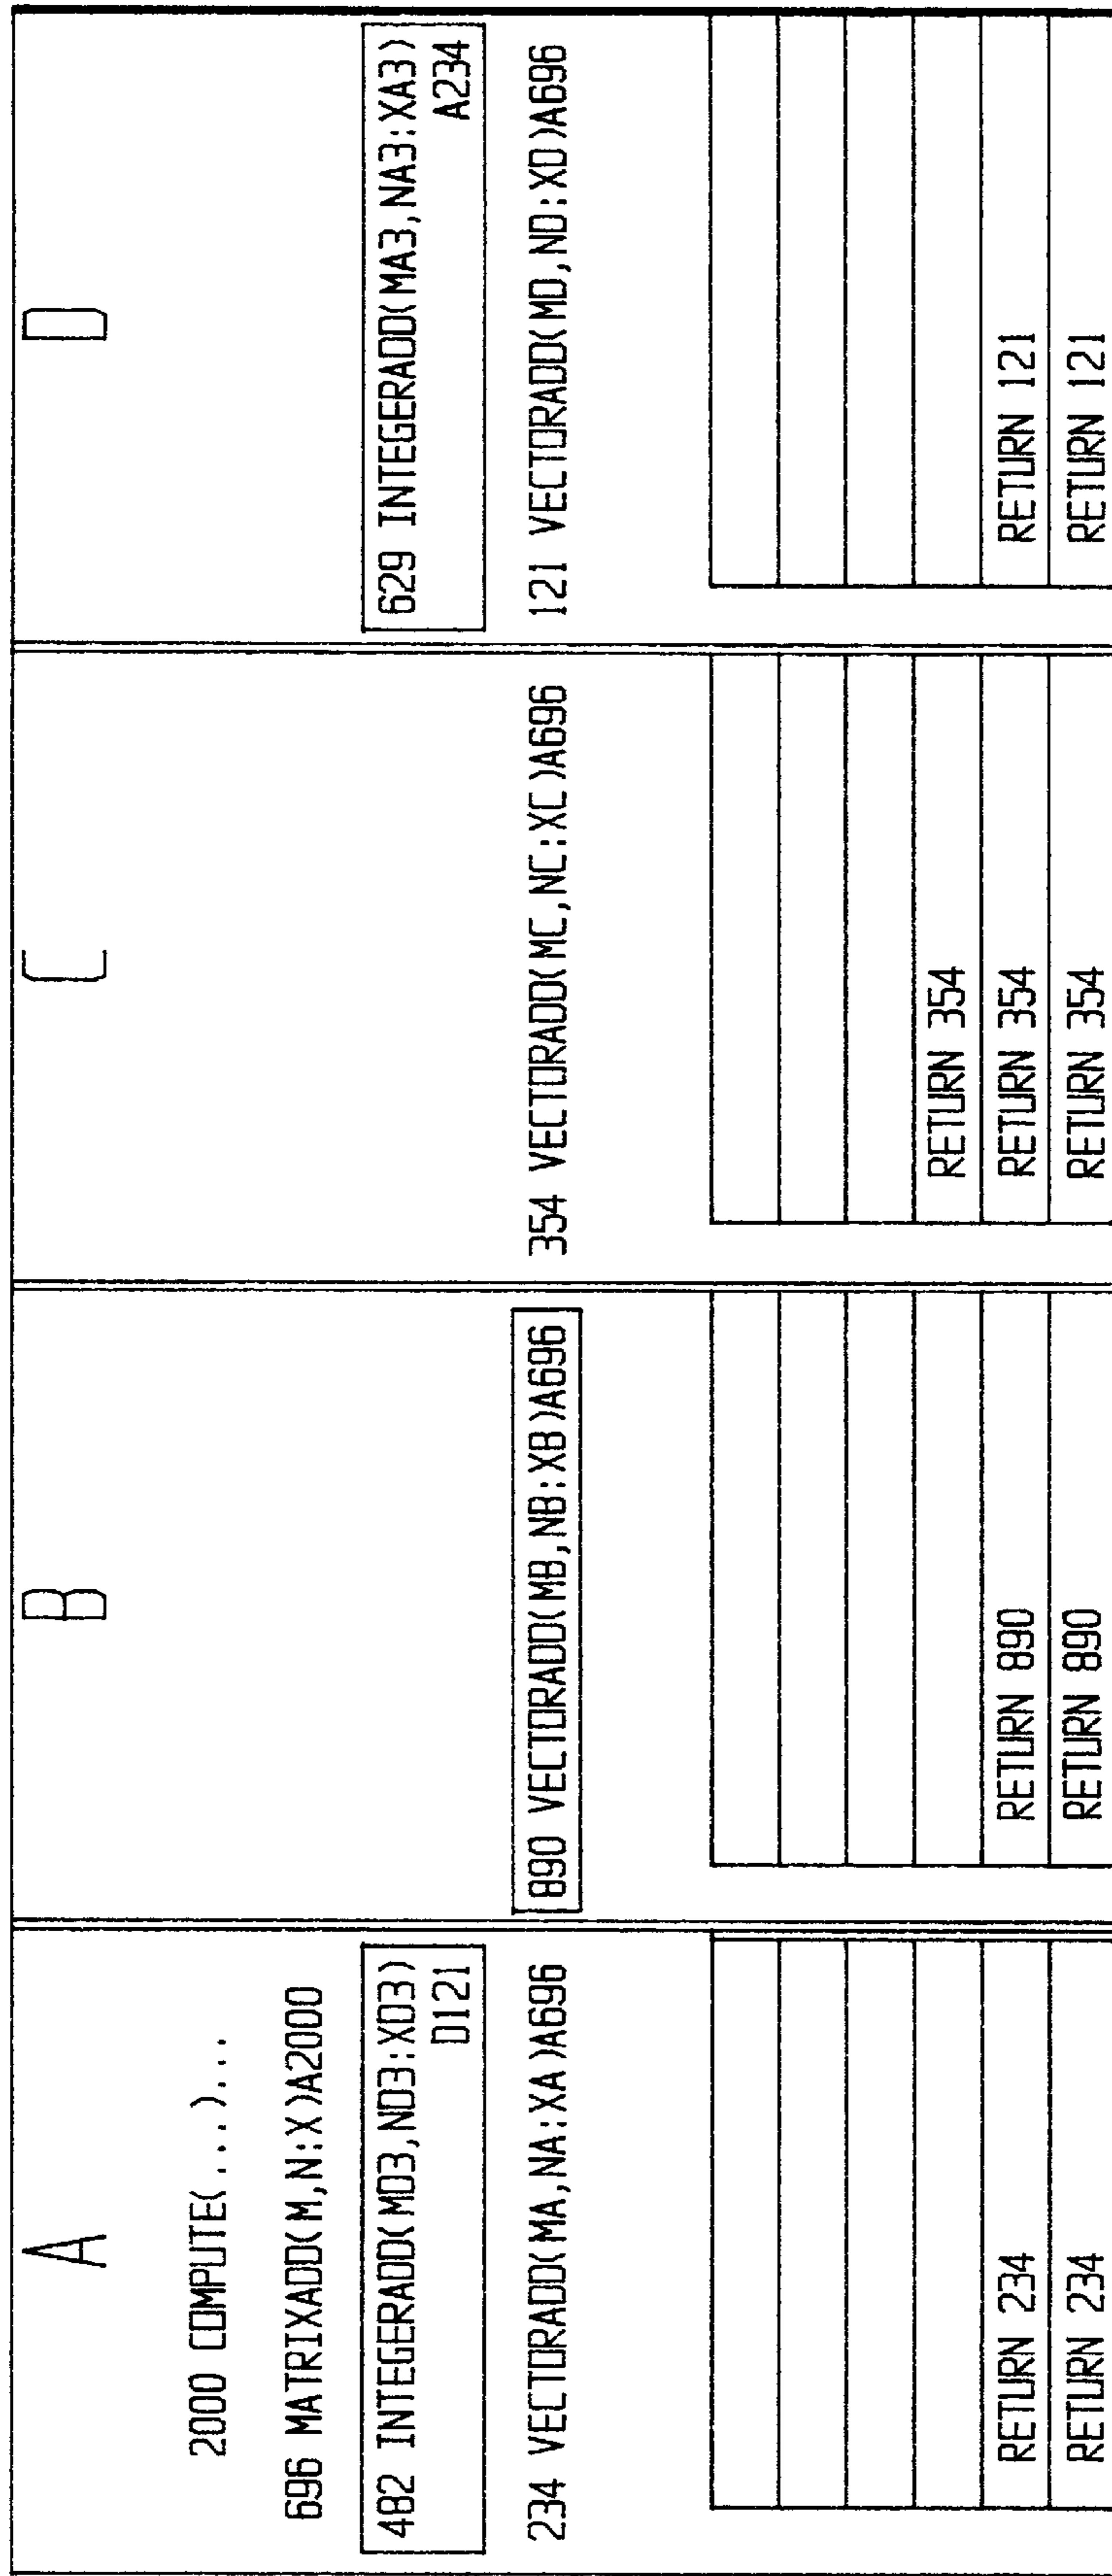 A
2000 COMPUTE(...)...
696 MATRIXADD(M,N:X)A2000
482 INTEGERADD(MD3,ND3:XD3)
D121
234 VECTORADD(MA,NA:XA)A696
RETURN 234
RETURN 234
B
890 VECTORADD(MB,NB:XB)A696
RETURN 890
RETURN 890
C
354 VECTORADD(MC,NC:XC)A696
RETURN 354
RETURN 354
RETURN 354
D
629 INTEGERADD(MA3,NA3:XA3)
A234
121 VECTORADD(MD,ND:XD)A696
RETURN 121
RETURN 121